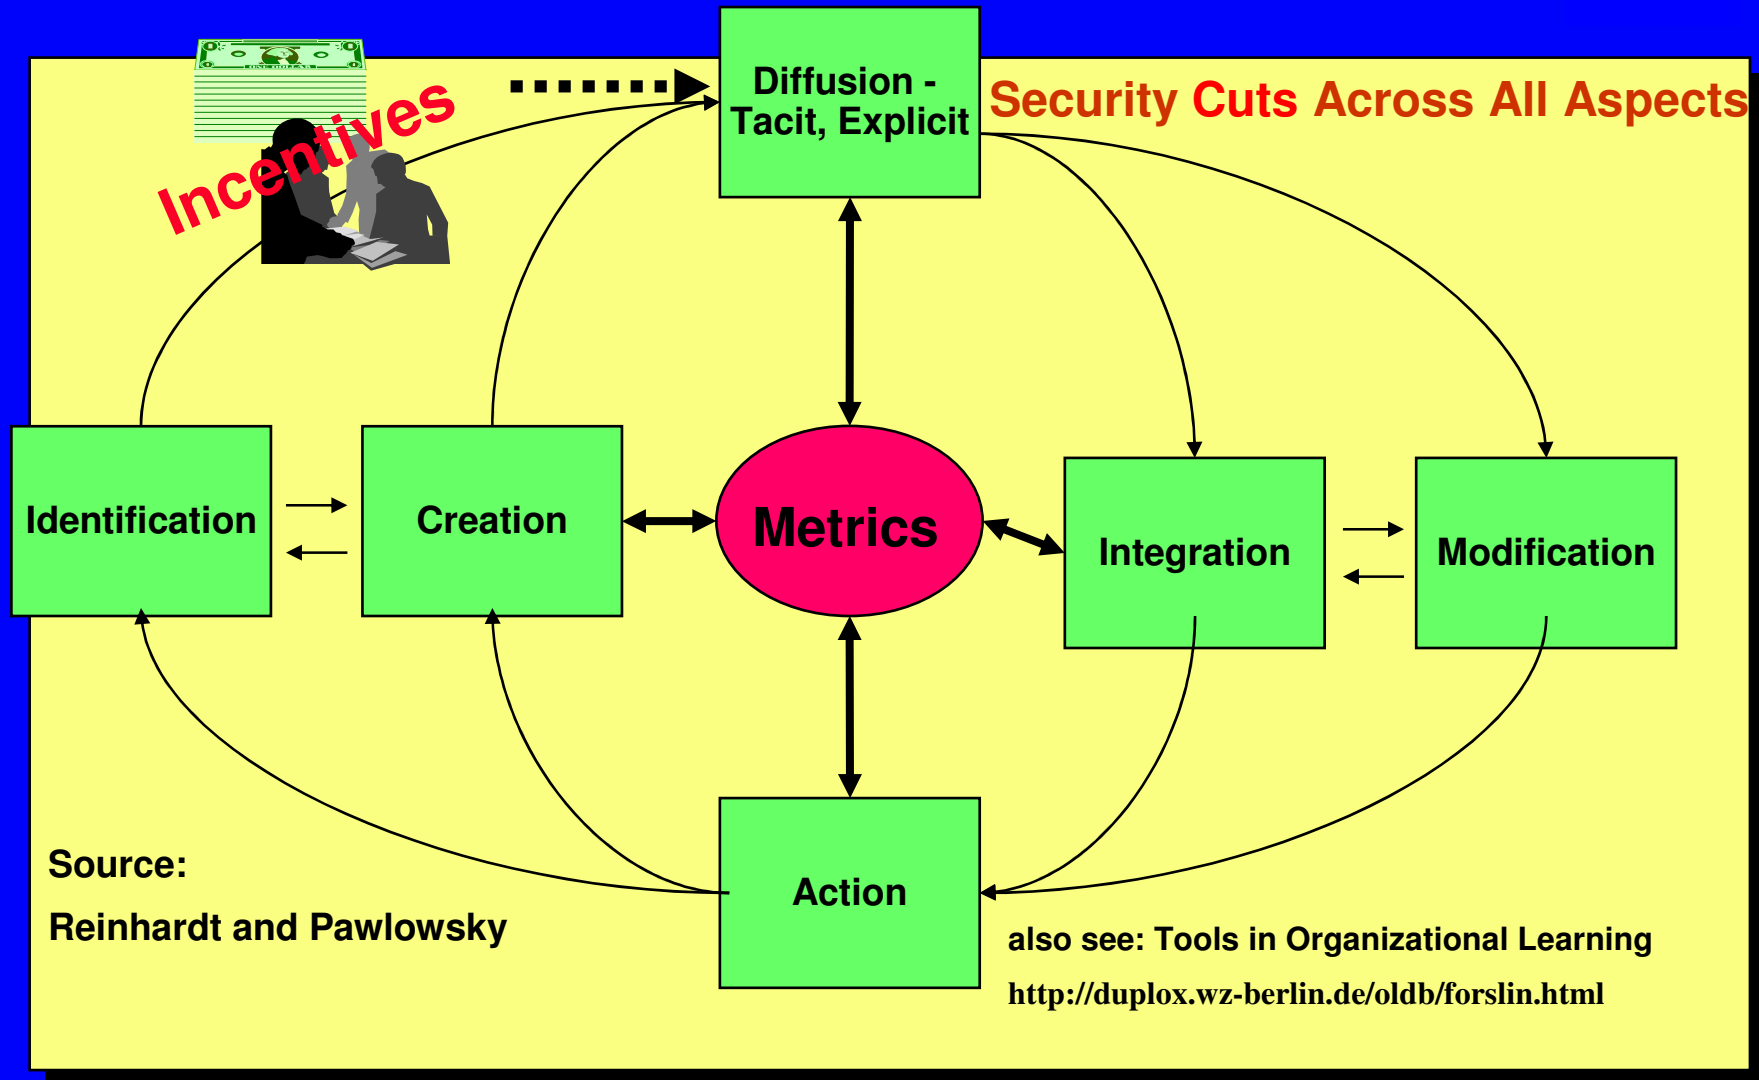 Diffusion -
Tacit, Explicit
Security Cuts Across All Aspects
Incentives
Identification
Creation
Metrics
Integration
Modification
Action
Source:
Reinhardt and Pawlowsky
also see: Tools in Organizational Learning
http://duplox.wz-berlin.de/oldb/forslin.html